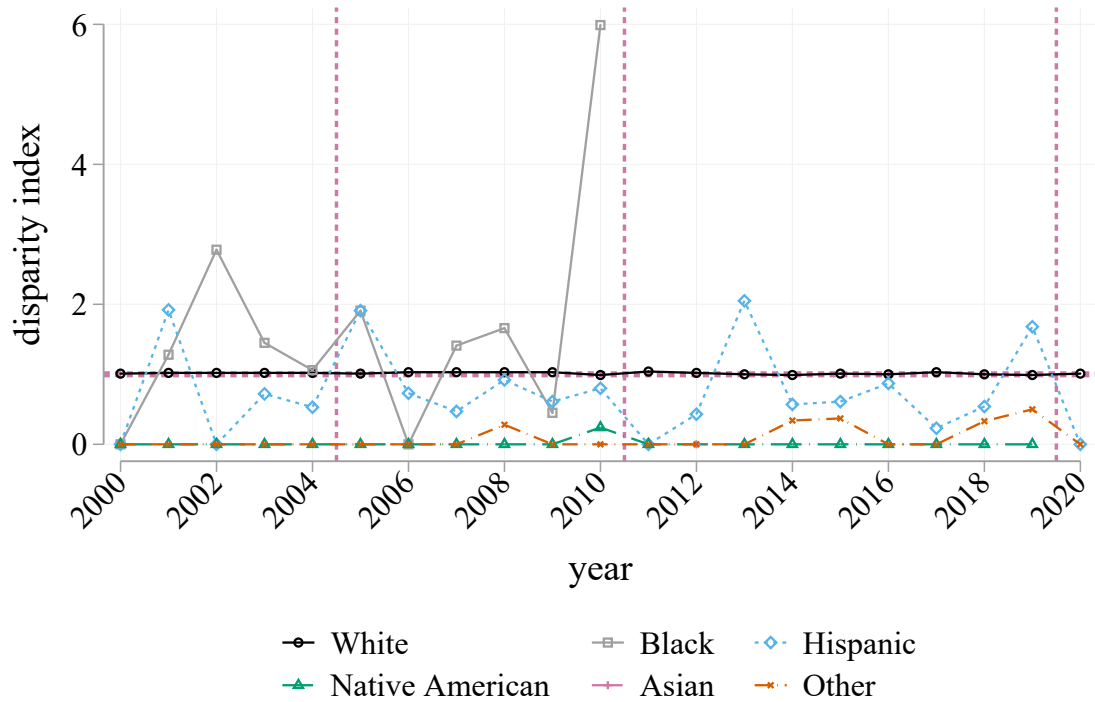 6
4
2
0
disparity index
2000 2002 2004 2006 2008 2010 2012 2014 2016 2018 2020
year
White Black Hispanic
Native American Asian Other